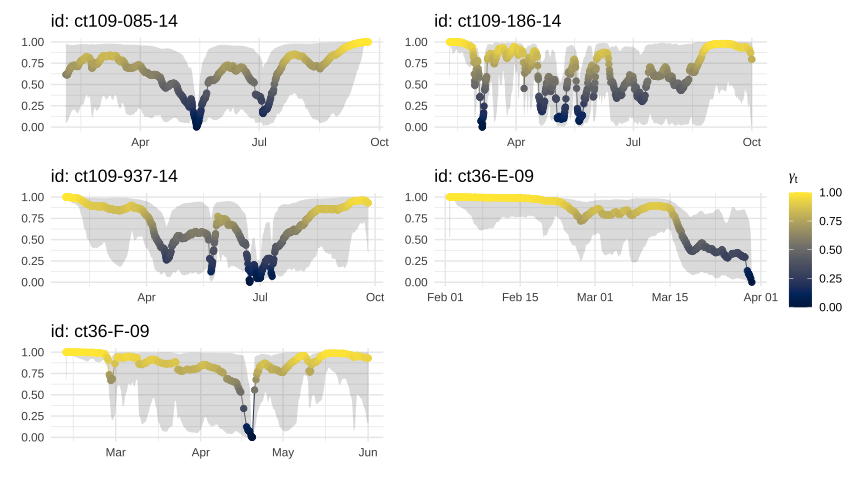 id: ct109-085-14
1.00
0.75
0.50
0.25
0.00
Apr
Jul
Oct
id: ct109-186-14
1.00
0.75
0.50
0.25
0.00
Apr
Jul
Oct
id: ct109-937-14
1.00
0.75
0.50
0.25
0.00
Apr
Jul
Oct
id: ct36-E-09
1.00
0.75
0.50
0.25
0.00
Feb 01
Feb 15
Mar 01
Mar 15
Apr 01
γt
1.00
0.75
0.50
0.25
0.00
id: ct36-F-09
1.00
0.75
0.50
0.25
0.00
Mar
Apr
May
Jun